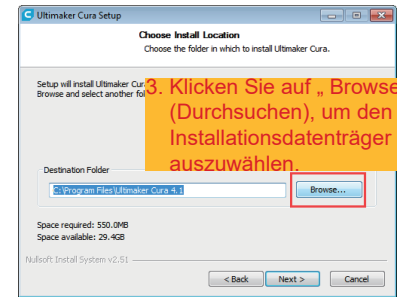 Ultimaker Cura Setup
Choose Install Location
Choose the folder in which to install Ultimaker Cura.
Setup will install Ultimaker Cur
Browse and select another fol
3. Klicken Sie auf „ Browse
(Durchsuchen), um den
Installationsdatenträger
auszuwählen.
Destination Folder
C:\Program Files\Ultimaker Cura 4.1
Browse...
Space required: 550.0MB
Space available: 29.4GB
Nullsoft Install System v2.51
< Back
Next >
Cancel